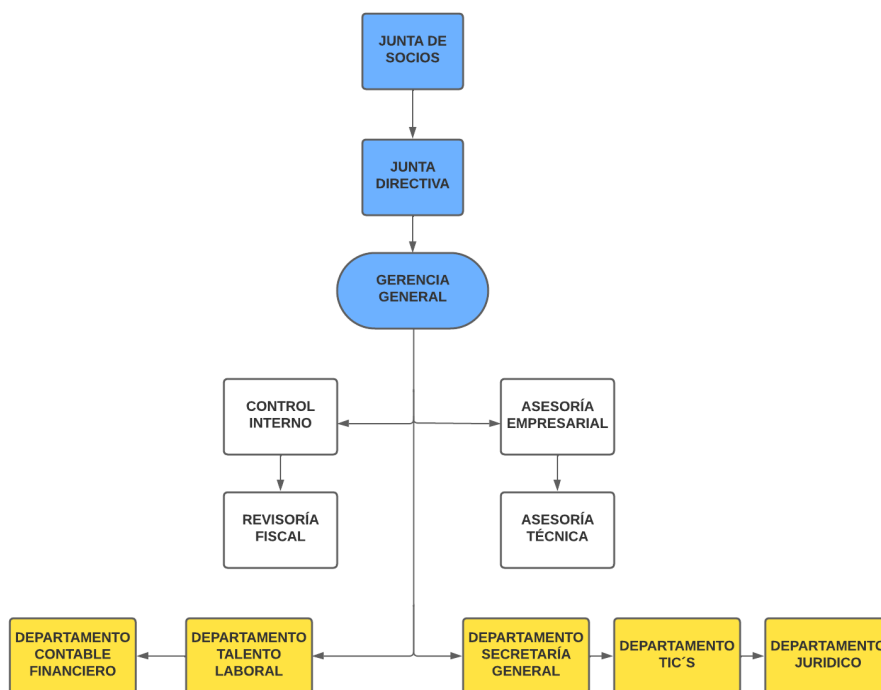 JUNTA DE
SOCIOS
JUNTA
DIRECTIVA
GERENCIA
GENERAL
CONTROL
INTERNO
ASESORÍA
EMPRESARIAL
REVISORÍA
FISCAL
ASESORÍA
TÉCNICA
DEPARTAMENTO
CONTABLE
FINANCIERO
DEPARTAMENTO
TALENTO
LABORAL
DEPARTAMENTO
SECRETARÍA
GENERAL
DEPARTAMENTO
TIC´S
DEPARTAMENTO
JURIDICO